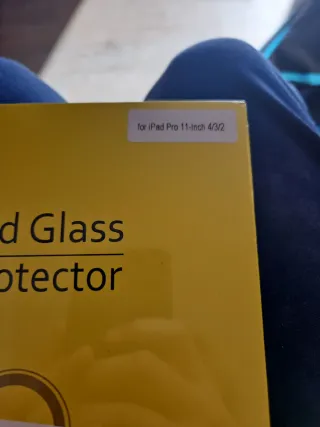 for iPad Pro 11-inch 4/3/2
d Glass
otector